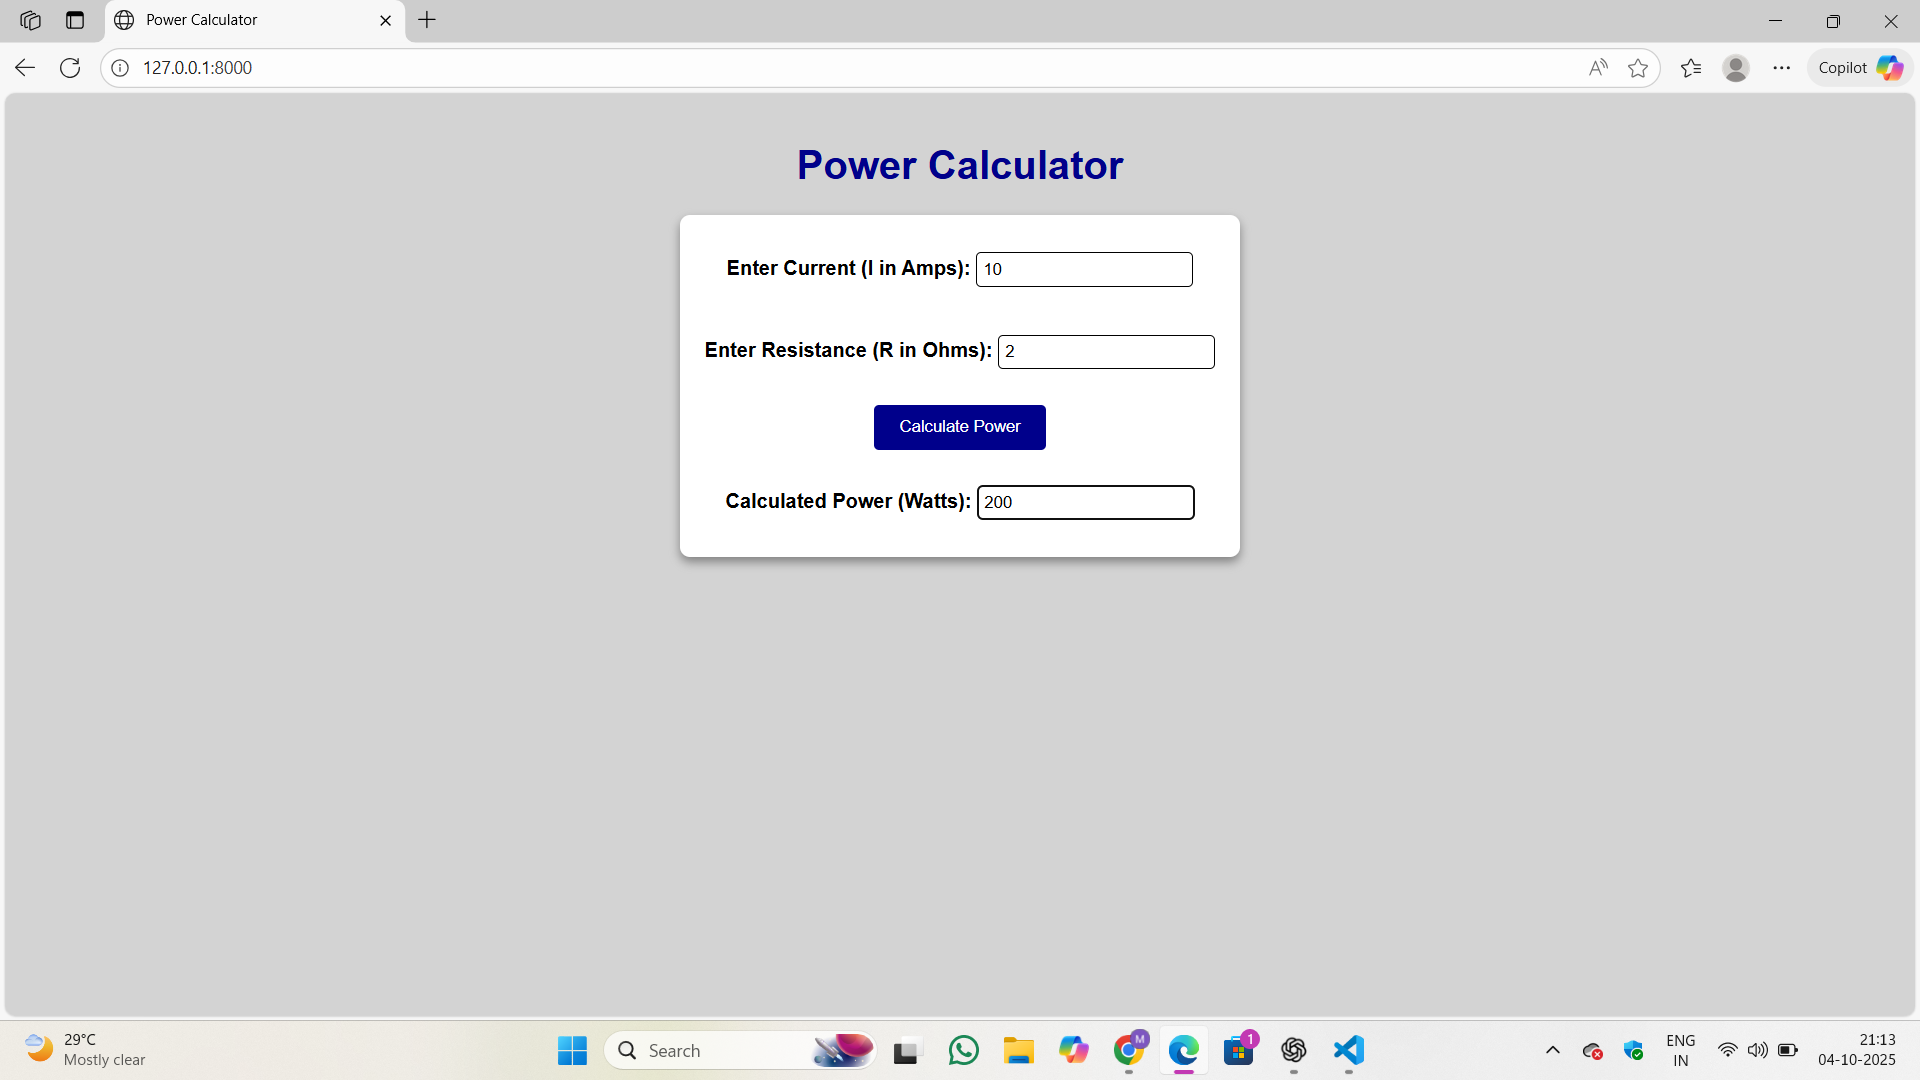 Power Calculator
127.0.0.1:8000
Copilot
Power Calculator
Enter Current (I in Amps): 10
Enter Resistance (R in Ohms): 2
Calculate Power
Calculated Power (Watts): 200
29°C
Mostly clear
Search
M
1
ENG
IN
21:13
04-10-2025